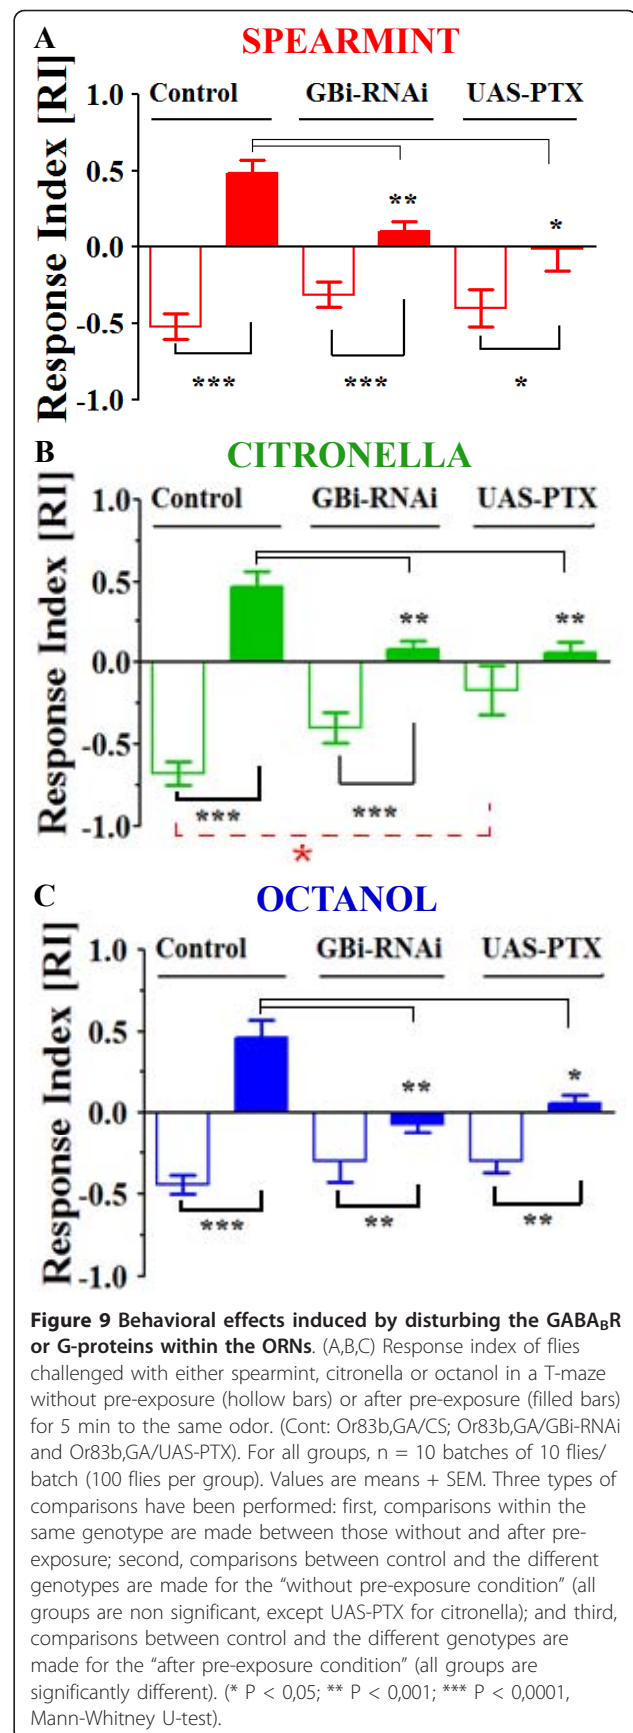 A
SPEARMINT
Response Index [RI]
Control GBi-RNAi UAS-PTX
1.0
0.5
0.0
-0.5
-1.0
** *
*** *** *
B
CITRONELLA
Response Index [RI]
Control GBi-RNAi UAS-PTX
1.0
0.5
0.0
-0.5
-1.0
** **
*** ***
*
C
OCTANOL
Response Index [RI]
Control GBi-RNAi UAS-PTX
1.0
0.5
0.0
-0.5
-1.0
** *
*** ** **
Figure 9 Behavioral effects induced by disturbing the GABABR
or G-proteins within the ORNs. (A,B,C) Response index of flies
challenged with either spearmint, citronella or octanol in a T-maze
without pre-exposure (hollow bars) or after pre-exposure (filled bars)
for 5 min to the same odor. (Cont: Or83b,GA/CS; Or83b,GA/GBi-RNAi
and Or83b,GA/UAS-PTX). For all groups, n = 10 batches of 10 flies/
batch (100 flies per group). Values are means + SEM. Three types of
comparisons have been performed: first, comparisons within the
same genotype are made between those without and after pre-
exposure; second, comparisons between control and the different
genotypes are made for the “without pre-exposure condition” (all
groups are non significant, except UAS-PTX for citronella); and third,
comparisons between control and the different genotypes are
made for the “after pre-exposure condition” (all groups are
significantly different). (* P < 0,05; ** P < 0,001; *** P < 0,0001,
Mann-Whitney U-test).